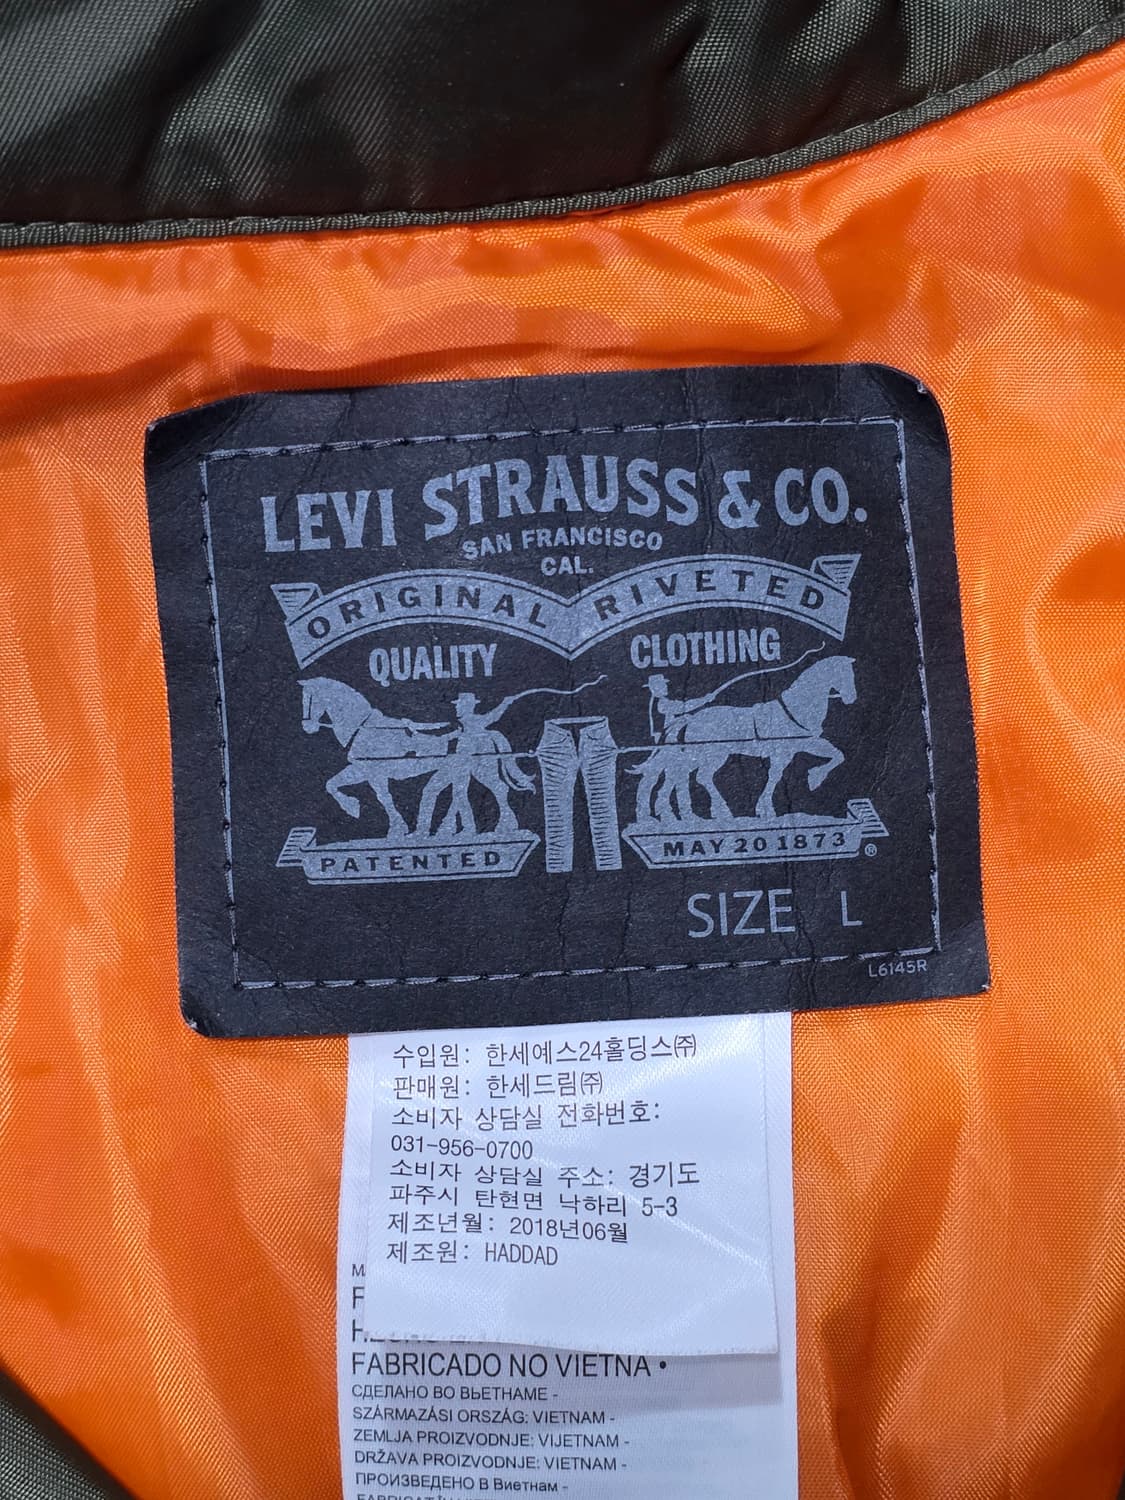 LEVI STRAUSS & CO.
SAN FRANCISCO
CAL.
ORIGINAL RIVETED
QUALITY CLOTHING
PATENTED MAY 20 1873 ®
SIZE L
L6145R
수입원: 한세예스24홀딩스㈜
판매원: 한세드림㈜
소비자 상담실 전화번호:
031-956-0700
소비자 상담실 주소: 경기도
파주시 탄현면 낙하리 5-3
제조년월: 2018년06월
제조원: HADDAD
FABRICADO NO VIETNA •
СДЕЛАНО ВО ВЬЕТНАМЕ -
SZÁRMAZÁSI ORSZÁG: VIETNAM -
ZEMLJA PROIZVODNJE: VIJETNAM -
DRŽAVA PROIZVODNJE: VIETNAM -
ПРОИЗВЕДЕНО В Виетнам -